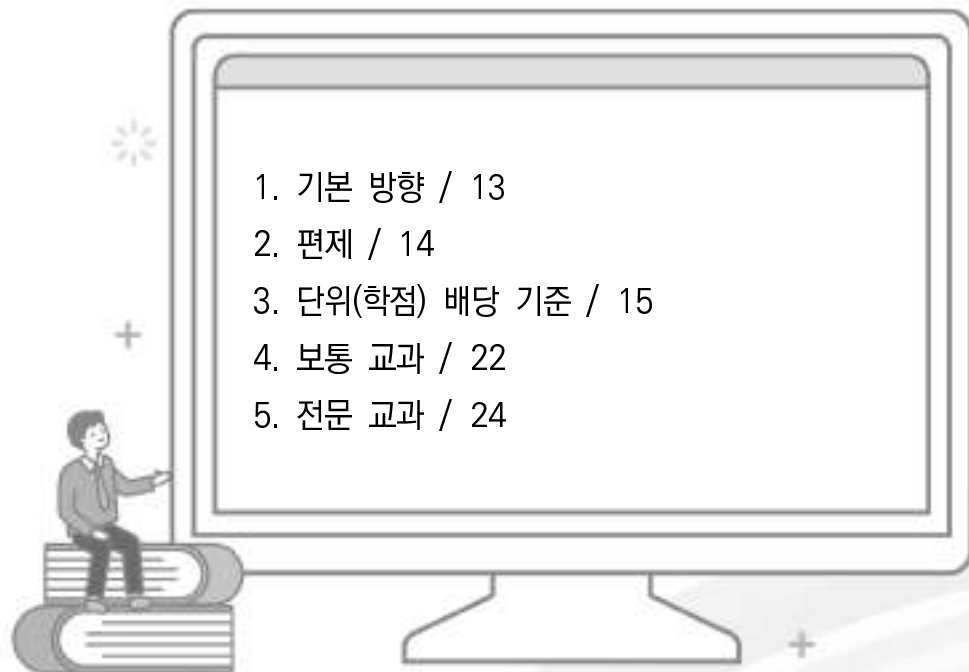 1. 기본 방향 / 13
2. 편제 / 14
3. 단위(학점) 배당 기준 / 15
4. 보통 교과 / 22
5. 전문 교과 / 24